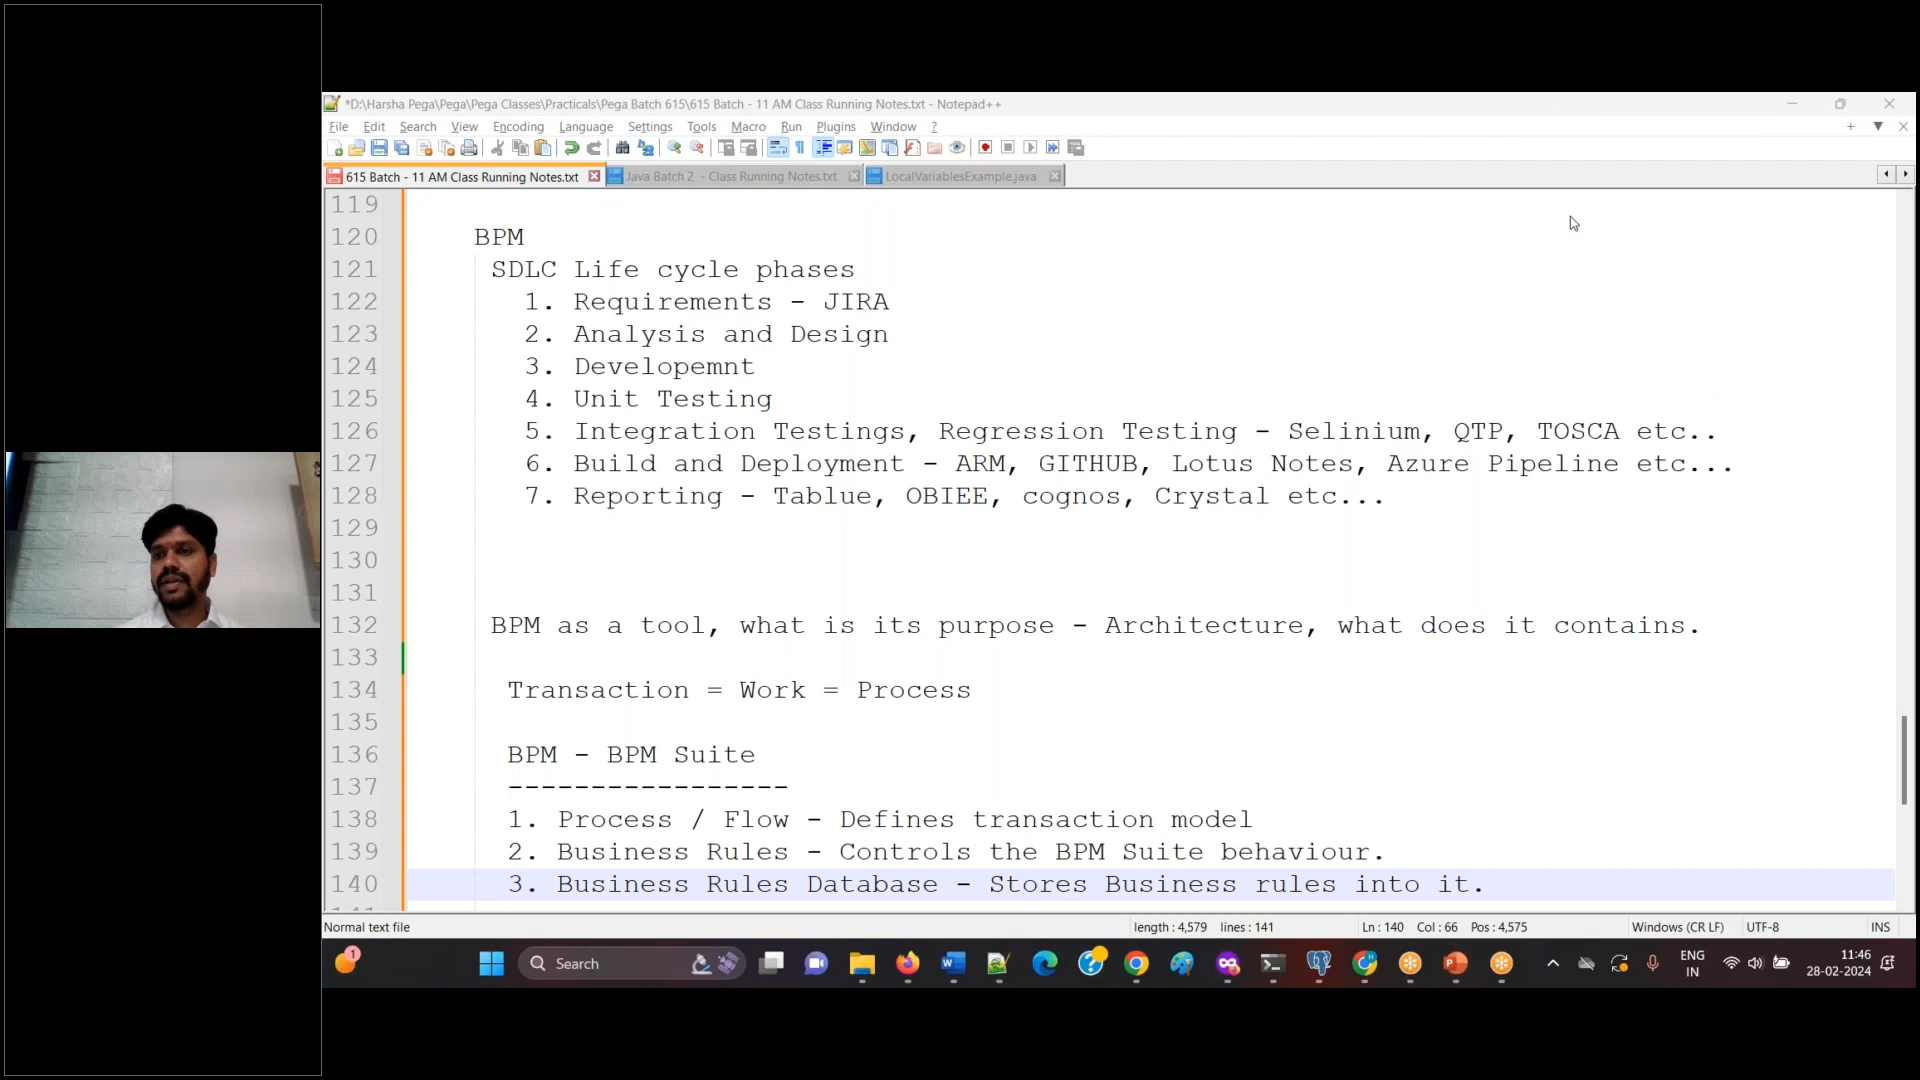 *D:\Harsha Pega\Pega\Pega Classes\Practicals\Pega Batch 615\615 Batch - 11 AM Class Running Notes.txt - Notepad++
File Edit Search View Encoding Language Settings Tools Macro Run Plugins Window ?
615 Batch - 11 AM Class Running Notes.txt Java Batch 2 - Class Running Notes.txt LocalVariablesExample.java
119
120 BPM
121 SDLC Life cycle phases
122 1. Requirements - JIRA
123 2. Analysis and Design
124 3. Developemnt
125 4. Unit Testing
126 5. Integration Testings, Regression Testing - Selinium, QTP, TOSCA etc..
127 6. Build and Deployment - ARM, GITHUB, Lotus Notes, Azure Pipeline etc...
128 7. Reporting - Tablue, OBIEE, cognos, Crystal etc...
129
130
131
132 BPM as a tool, what is its purpose - Architecture, what does it contains.
133
134 Transaction = Work = Process
135
136 BPM - BPM Suite
137 -----------------
138 1. Process / Flow - Defines transaction model
139 2. Business Rules - Controls the BPM Suite behaviour.
140 3. Business Rules Database - Stores Business rules into it.
Normal text file length : 4,579 lines : 141 Ln : 140 Col : 66 Pos : 4,575 Windows (CR LF) UTF-8 INS
1 Search ENG 11:46
IN 28-02-2024